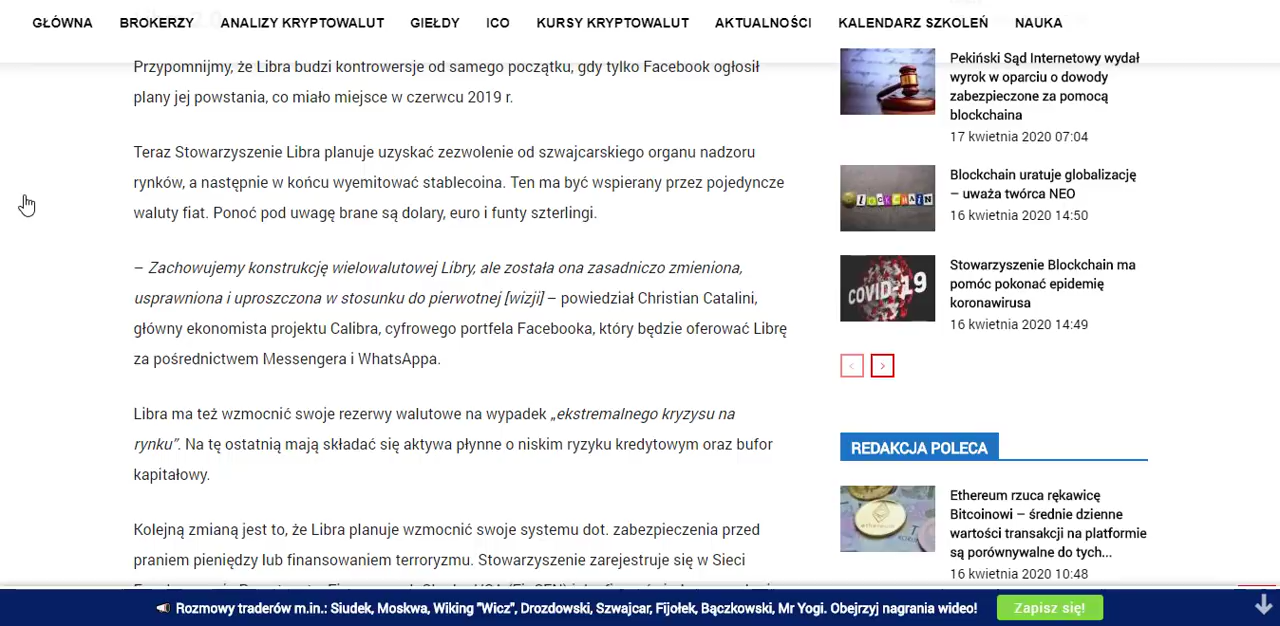 GŁÓWNA BROKERZY ANALIZY KRYPTOWALUT GIEŁDY ICO KURSY KRYPTOWALUT AKTUALNOŚCI KALENDARZ SZKOLEŃ NAUKA
Przypomnijmy, że Libra budzi kontrowersje od samego początku, gdy tylko Facebook ogłosił
plany jej powstania, co miało miejsce w czerwcu 2019 r.
Teraz Stowarzyszenie Libra planuje uzyskać zezwolenie od szwajcarskiego organu nadzoru
rynków, a następnie w końcu wyemitować stablecoina. Ten ma być wspierany przez pojedyncze
waluty fiat. Ponoć pod uwagę brane są dolary, euro i funty szterlingi.
– Zachowujemy konstrukcję wielowalutowej Libry, ale została ona zasadniczo zmieniona,
usprawniona i uproszczona w stosunku do pierwotnej [wizji] – powiedział Christian Catalini,
główny ekonomista projektu Calibra, cyfrowego portfela Facebooka, który będzie oferować Librę
za pośrednictwem Messengera i WhatsAppa.
Libra ma też wzmocnić swoje rezerwy walutowe na wypadek „ekstremalnego kryzysu na
rynku”. Na tę ostatnią mają składać się aktywa płynne o niskim ryzyku kredytowym oraz bufor
kapitałowy.
Kolejną zmianą jest to, że Libra planuje wzmocnić swoje systemu dot. zabezpieczenia przed
praniem pieniędzy lub finansowaniem terroryzmu. Stowarzyszenie zarejestruje się w Sieci
Pekiński Sąd Internetowy wydał
wyrok w oparciu o dowody
zabezpieczone za pomocą
blockchaina
17 kwietnia 2020 07:04
BLOCKCHAIN
Blockchain uratuje globalizację
– uważa twórca NEO
16 kwietnia 2020 14:50
COVID-19
Stowarzyszenie Blockchain ma
pomóc pokonać epidemię
koronawirusa
16 kwietnia 2020 14:49
REDAKCJA POLECA
Ethereum rzuca rękawicę
Bitcoinowi – średnie dzienne
wartości transakcji na platformie
są porównywalne do tych...
16 kwietnia 2020 10:48
Rozmowy traderów m.in.: Siudek, Moskwa, Wiking "Wicz", Drozdowski, Szwajcar, Fijołek, Bączkowski, Mr Yogi. Obejrzyj nagrania wideo! Zapisz się!